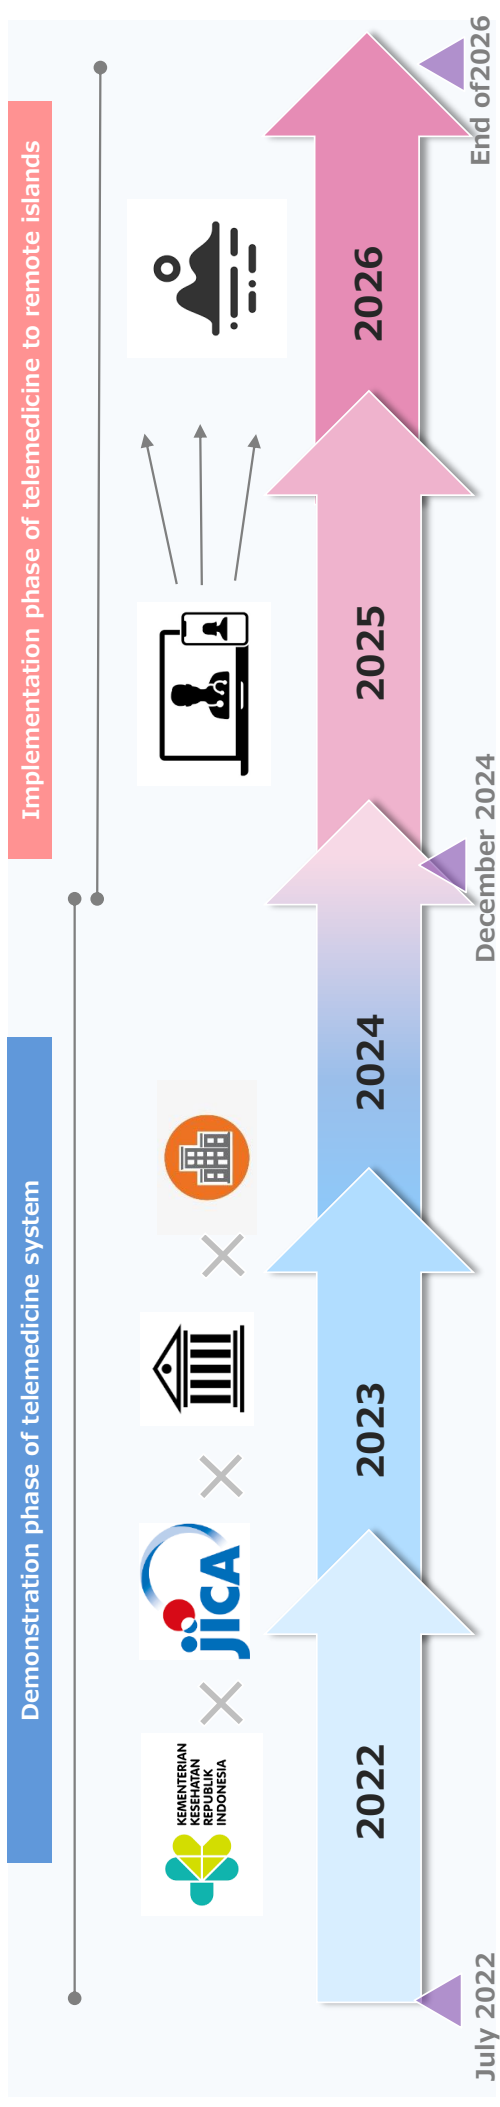 Demonstration phase of telemedicine system
Implementation phase of telemedicine to remote islands
KEMENTERIAN
KESEHATAN
REPUBLIK
INDONESIA
jICA
2022
2023
2024
2025
2026
July 2022
December 2024
End of2026